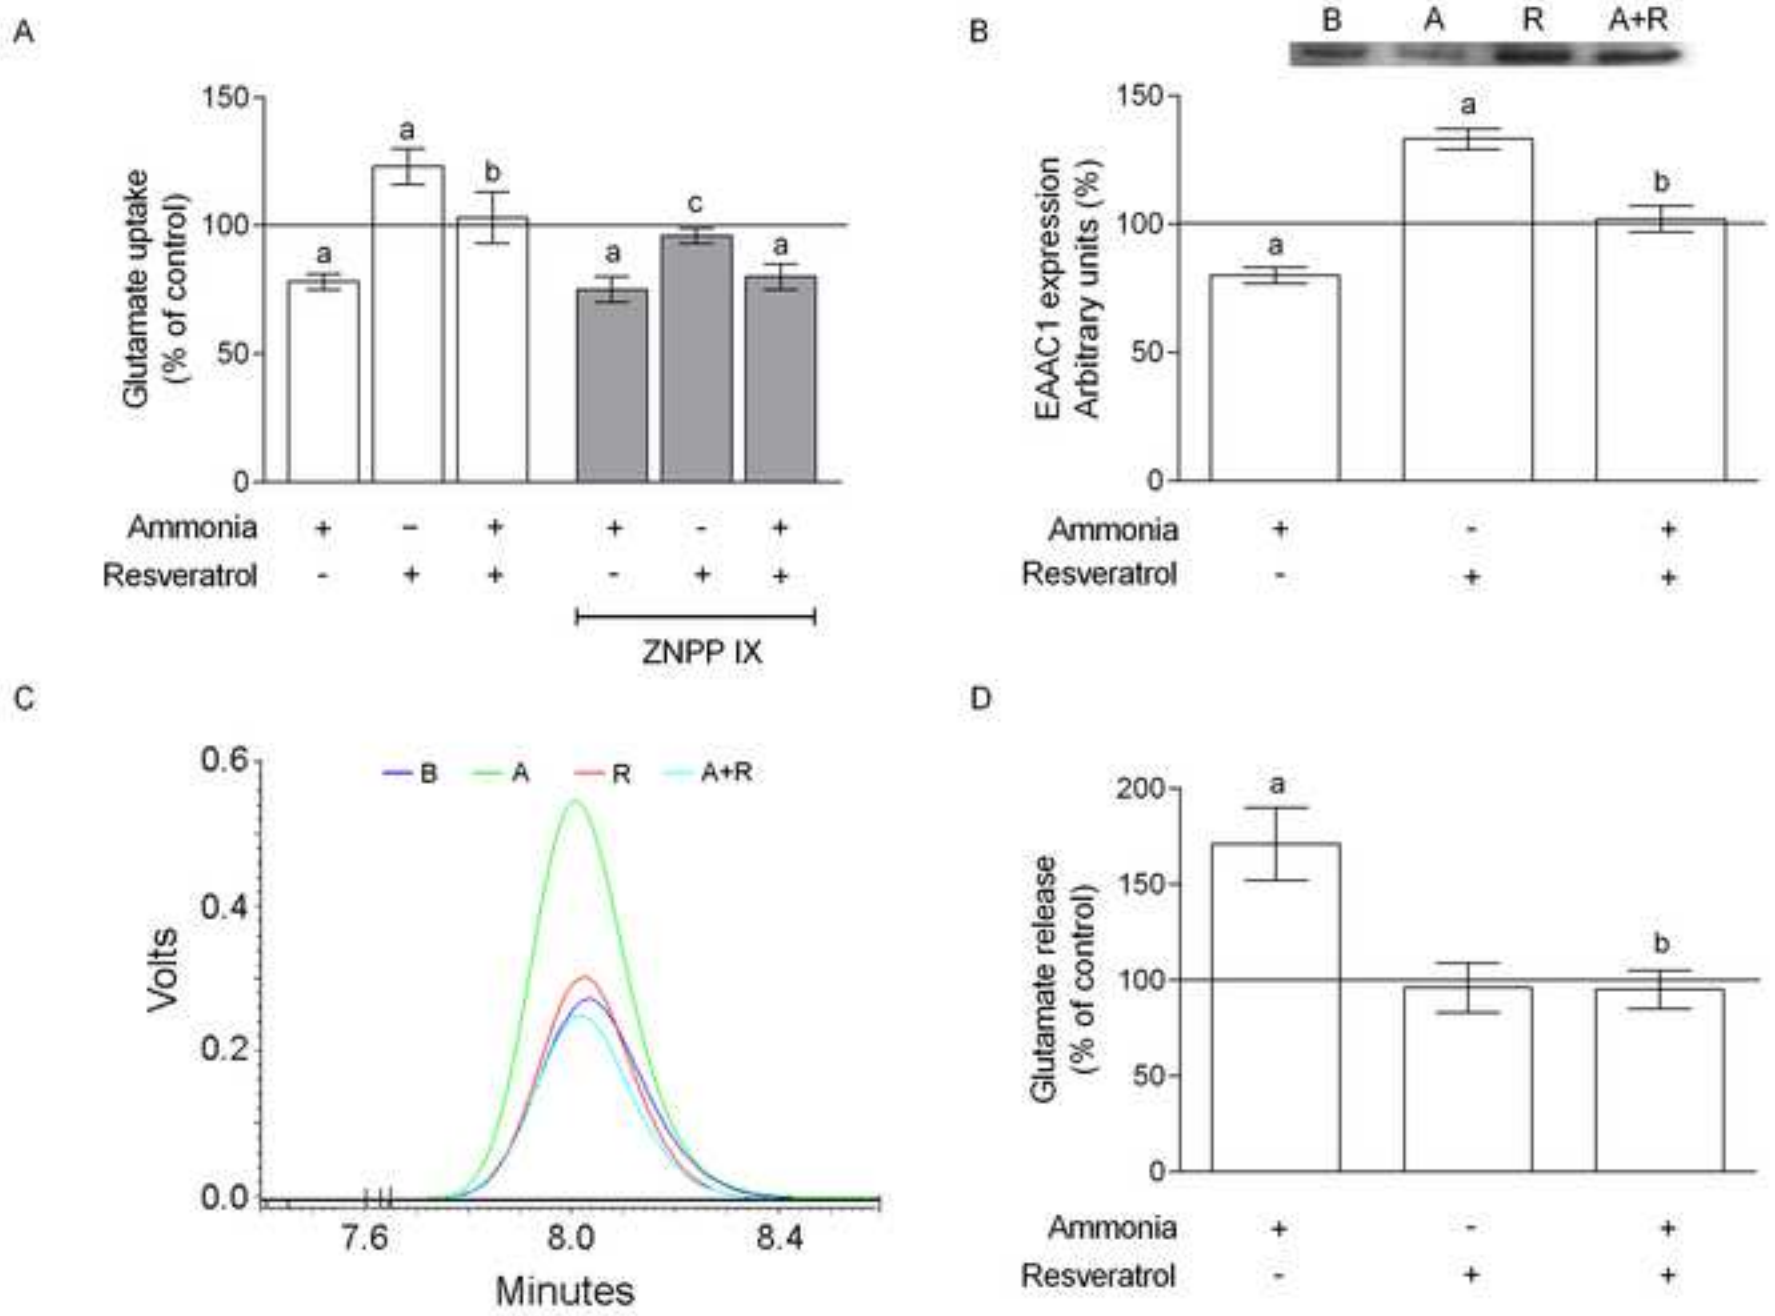 A
150
100
50
0
Glutamate uptake
(% of control)
a
a
b
a
c
a
Ammonia + − + + - +
Resveratrol - + + - + +
ZNPP IX
B
B A R A+R
150
100
50
0
EAAC1 expression
Arbitrary units (%)
a
a
b
Ammonia + - +
Resveratrol - + +
C
0.6
0.4
0.2
0.0
Volts
B A R A+R
7.6 8.0 8.4
Minutes
D
200
150
100
50
0
Glutamate release
(% of control)
a
b
Ammonia + - +
Resveratrol - + +